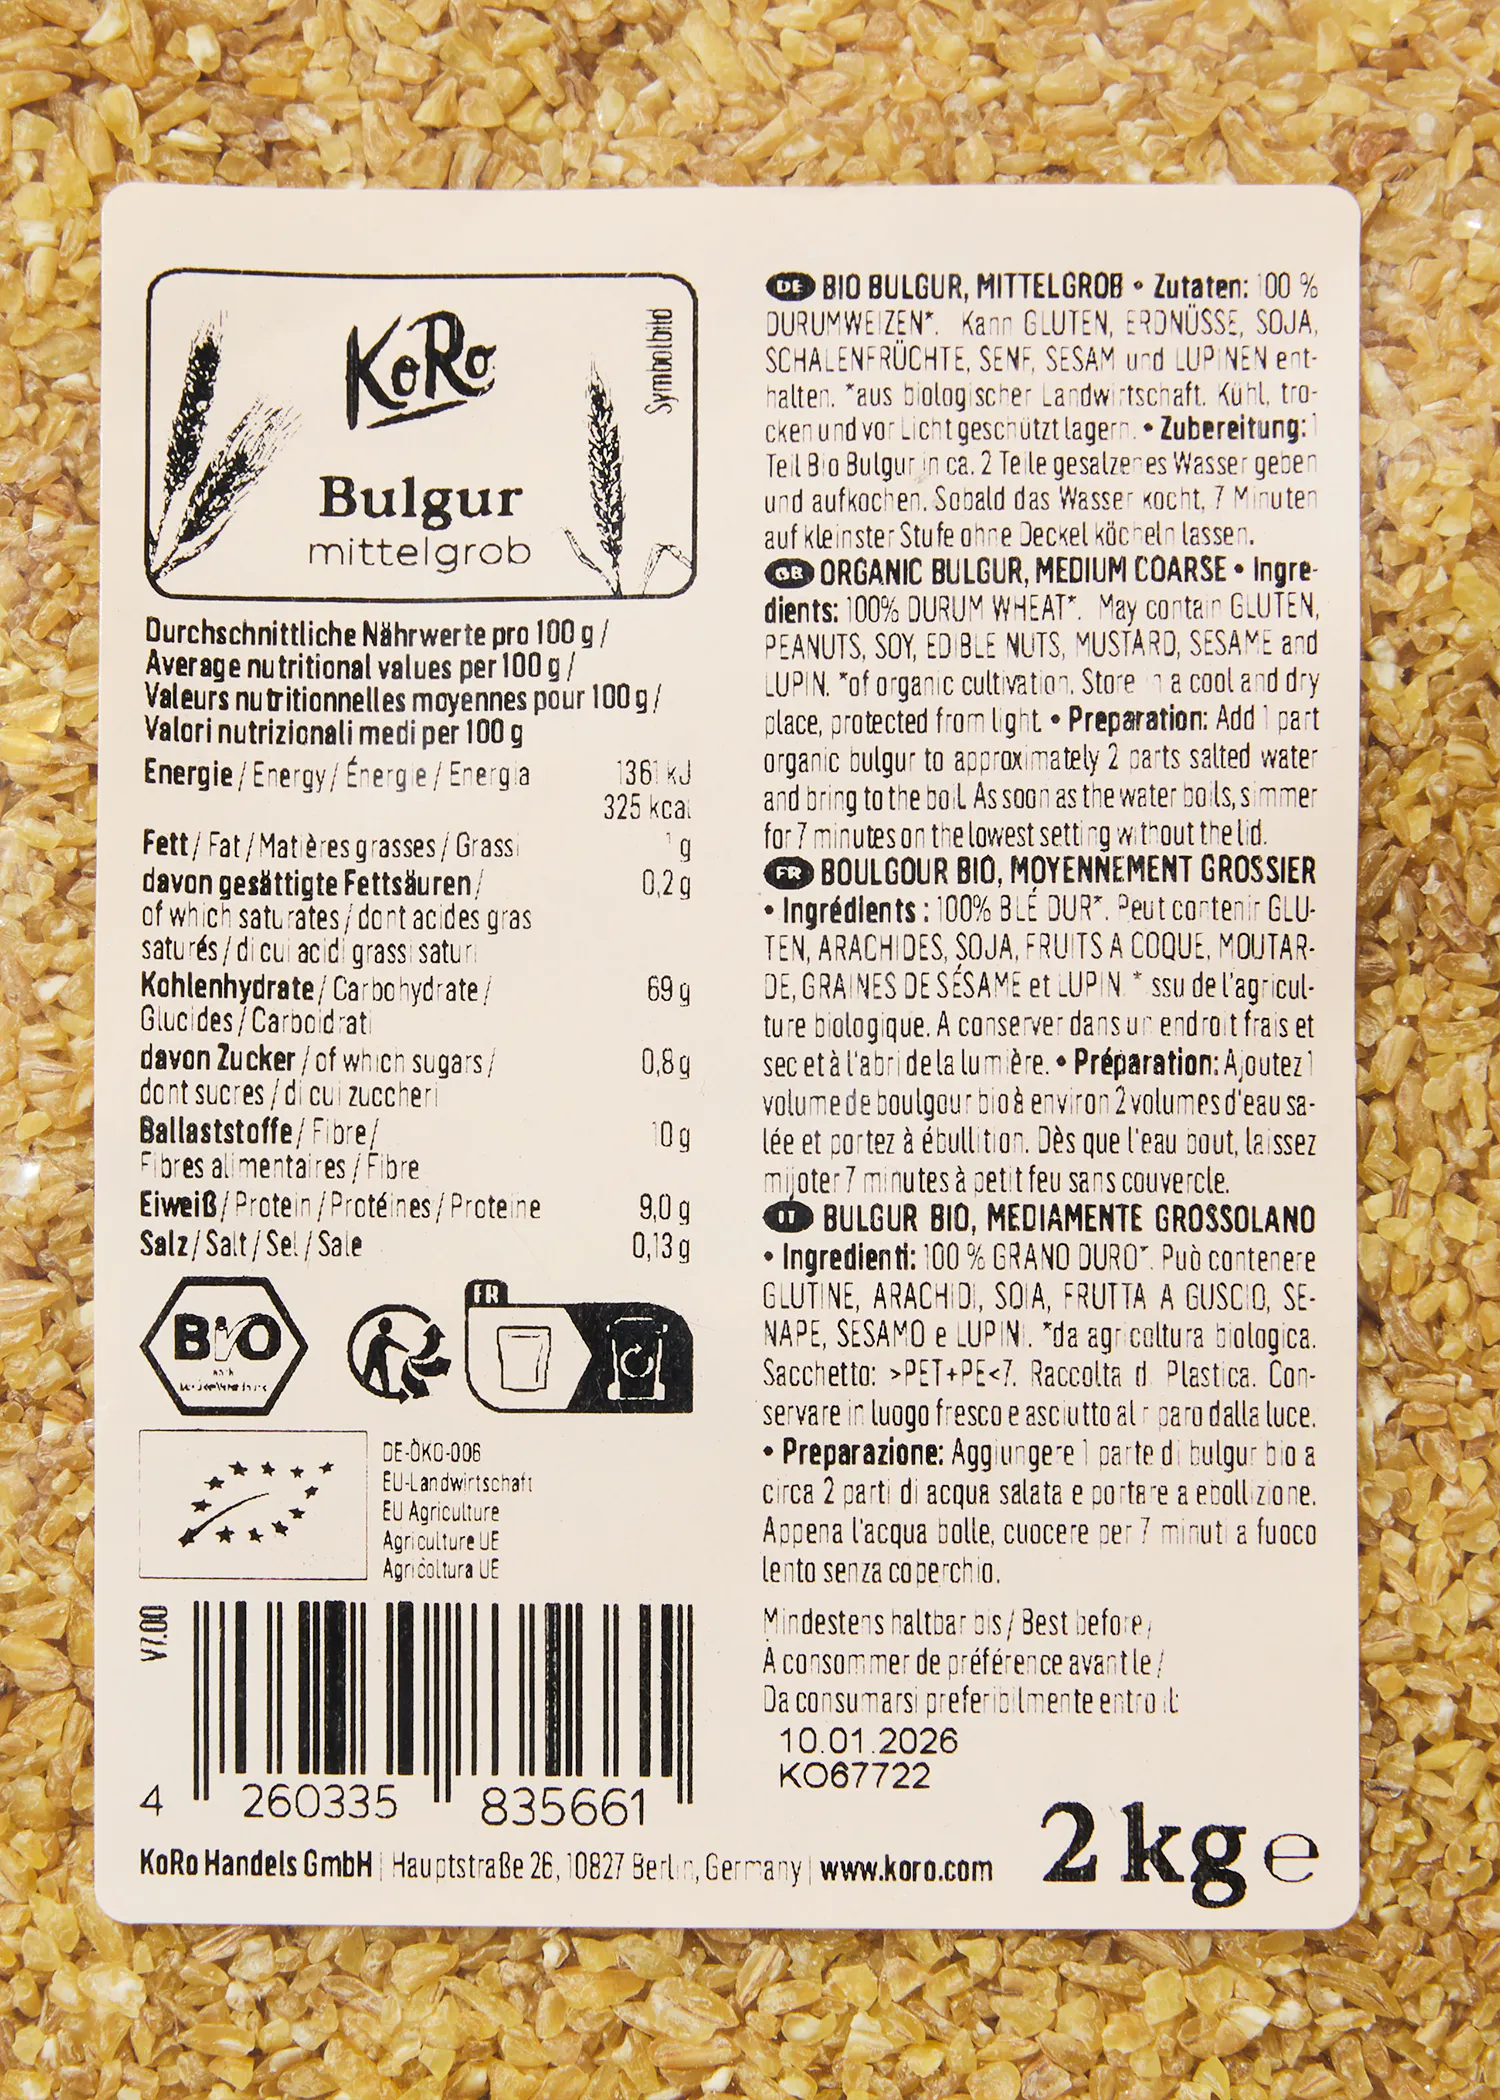 KoRo
Symbolbild
Bulgur
mittelgrob
Durchschnittliche Nährwerte pro 100 g /
Average nutritional values per 100 g /
Valeurs nutritionnelles moyennes pour 100 g /
Valori nutrizionali medi per 100 g
Energie / Energy / Énergie / Energia 1361 kJ
325 kcal
Fett / Fat / Matières grasses / Grassi 1 g
davon gesättigte Fettsäuren / 0,2 g
of which saturates / dont acides gras
saturés / di cui acidi grassi saturi
Kohlenhydrate / Carbohydrate / 69 g
Glucides / Carboidrati
davon Zucker / of which sugars / 0,8 g
dont sucres / di cui zuccheri
Ballaststoffe / Fibre / 10 g
Fibres alimentaires / Fibre
Eiweiß / Protein / Protéines / Proteine 9,0 g
Salz / Salt / Sel / Sale 0,13 g
BiO
FR
DE-ÖKO-006
EU-Landwirtschaft
EU Agriculture
Agriculture UE
Agricoltura UE
V7.00
4 260335 835661
DE BIO BULGUR, MITTELGROB • Zutaten: 100 %
DURUMWEIZEN*. Kann GLUTEN, ERDNÜSSE, SOJA,
SCHALENFRÜCHTE, SENF, SESAM und LUPINEN ent-
halten. *aus biologischer Landwirtschaft. Kühl, tro-
cken und vor Licht geschützt lagern. • Zubereitung: 1
Teil Bio Bulgur in ca. 2 Teile gesalzenes Wasser geben
und aufkochen. Sobald das Wasser kocht, 7 Minuten
auf kleinster Stufe ohne Deckel köcheln lassen.
GB ORGANIC BULGUR, MEDIUM COARSE • Ingre-
dients: 100% DURUM WHEAT*. May contain GLUTEN,
PEANUTS, SOY, EDIBLE NUTS, MUSTARD, SESAME and
LUPIN. *of organic cultivation. Store in a cool and dry
place, protected from light. • Preparation: Add 1 part
organic bulgur to approximately 2 parts salted water
and bring to the boil. As soon as the water boils, simmer
for 7 minutes on the lowest setting without the lid.
FR BOULGOUR BIO, MOYENNEMENT GROSSIER
• Ingrédients : 100% BLÉ DUR*. Peut contenir GLU-
TEN, ARACHIDES, SOJA, FRUITS A COQUE, MOUTAR-
DE, GRAINES DE SÉSAME et LUPIN. *issu de l'agricul-
ture biologique. A conserver dans un endroit frais et
sec et à l'abri de la lumière. • Préparation: Ajoutez 1
volume de boulgour bio à environ 2 volumes d'eau sa-
lée et portez à ébullition. Dès que l'eau bout, laissez
mijoter 7 minutes à petit feu sans couvercle.
IT BULGUR BIO, MEDIAMENTE GROSSOLANO
• Ingredienti: 100 % GRANO DURO*. Può contenere
GLUTINE, ARACHIDI, SOIA, FRUTTA A GUSCIO, SE-
NAPE, SESAMO e LUPINI. *da agricoltura biologica.
Sacchetto: >PET+PE<7. Raccolta di Plastica. Con-
servare in luogo fresco e asciutto al riparo dalla luce.
• Preparazione: Aggiungere 1 parte di bulgur bio a
circa 2 parti di acqua salata e portare a ebollizione.
Appena l'acqua bolle, cuocere per 7 minuti a fuoco
lento senza coperchio.
Mindestens haltbar bis / Best before /
A consommer de préférence avant le /
Da consumarsi preferibilmente entro il:
10.01.2026
KO67722
2 kg e
KoRo Handels GmbH | Hauptstraße 26, 10827 Berlin, Germany | www.koro.com